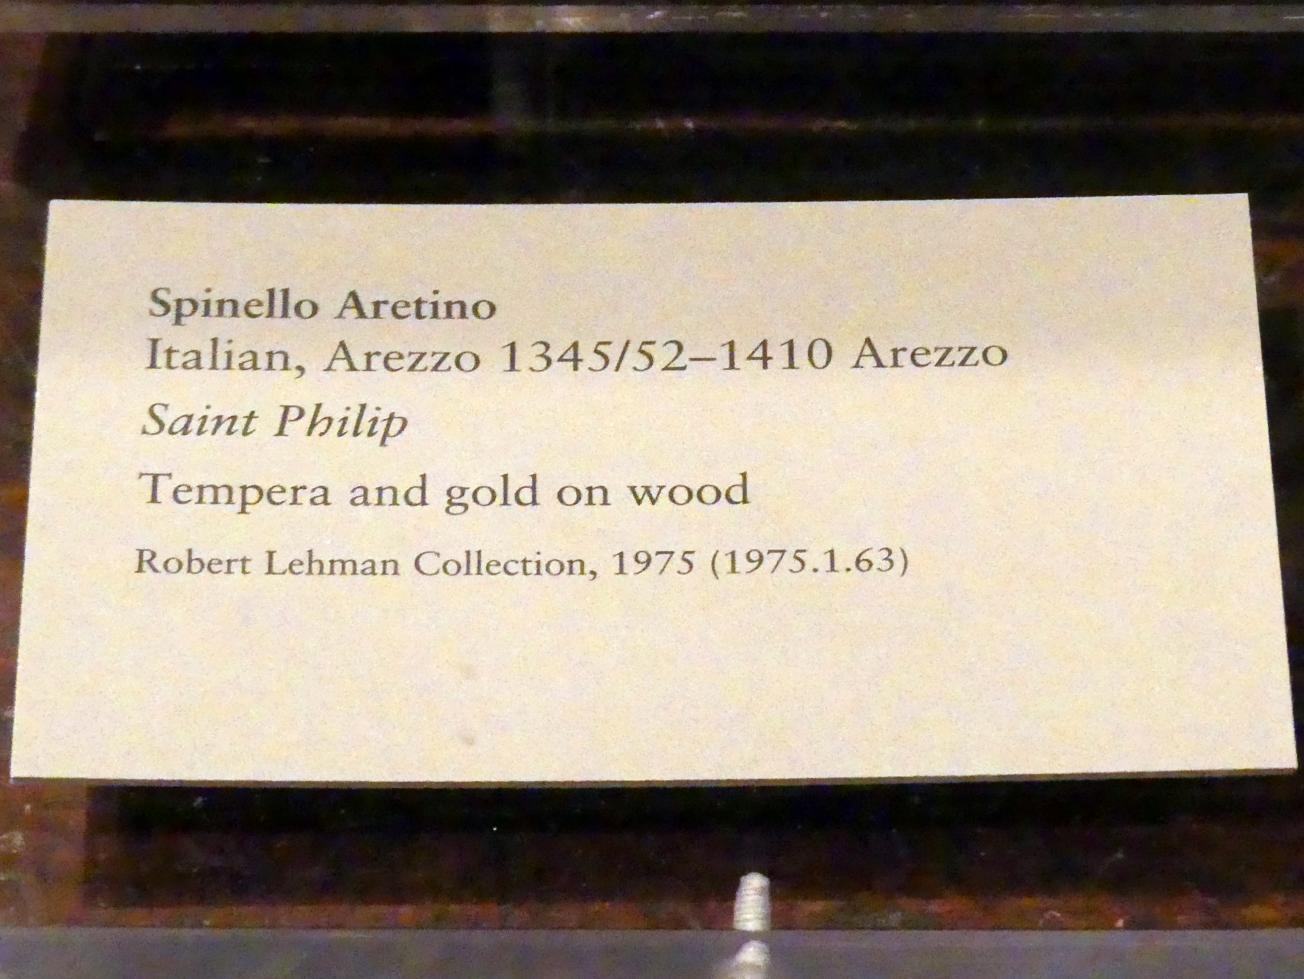 Spinello Aretino
Italian, Arezzo 1345/52–1410 Arezzo
Saint Philip
Tempera and gold on wood
Robert Lehman Collection, 1975 (1975.1.63)